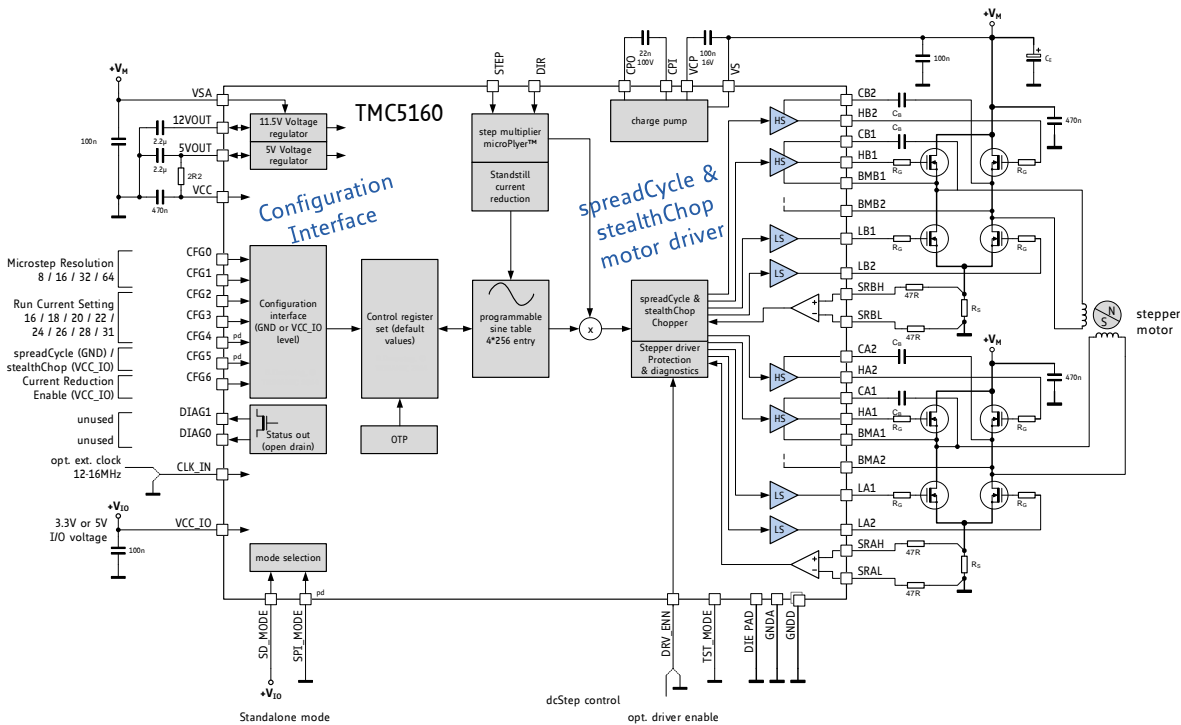 +VM
22n
100V
100n
16V
STEP
DIR
CPO
CPI
VCP
VS
100n
CE
+
+VM
VSA
TMC5160
12VOUT
11.5V Voltage
regulator
2.2µ
100n
5VOUT
5V Voltage
regulator
2.2µ
2R2
VCC
470n
step multiplier
microPlyer™
Standstill
current
reduction
charge pump
Configuration
Interface
spreadCycle &
stealthChop
motor driver
HS
CB2
CB
HB2
470n
CB1
CB
HS
HB1
RG
RG
BMB1
BMB2
LS
LB1
RG
RG
LS
LB2
SRBH
47R
RS
+
−
SRBL
47R
Microstep Resolution
8 / 16 / 32 / 64
Run Current Setting
16 / 18 / 20 / 22 /
24 / 26 / 28 / 31
spreadCycle (GND) /
stealthChop (VCC_IO)
Current Reduction
Enable (VCC_IO)
unused
unused
CFG0
CFG1
CFG2
CFG3
CFG4
pd
CFG5
pd
CFG6
DIAG1
DIAG0
Configuration
interface
(GND or VCC_IO
level)
Status out
(open drain)
Control register
set (default
values)
OTP
programmable
sine table
4*256 entry
x
spreadCycle &
stealthChop
Chopper
Stepper driver
Protection
& diagnostics
N
S
stepper
motor
+VM
CA2
CB
HS
HA2
470n
CA1
CB
HS
HA1
RG
RG
BMA1
BMA2
LS
LA1
RG
RG
LS
LA2
SRAH
47R
RS
+
−
SRAL
47R
opt. ext. clock
12-16MHz
CLK_IN
+VIO
3.3V or 5V
I/O voltage
VCC_IO
100n
mode selection
pd
SD_MODE
SPI_MODE
DRV_ENN
TST_MODE
DIE PAD
GNDA
GNDD
+VIO
Standalone mode
dcStep control
opt. driver enable